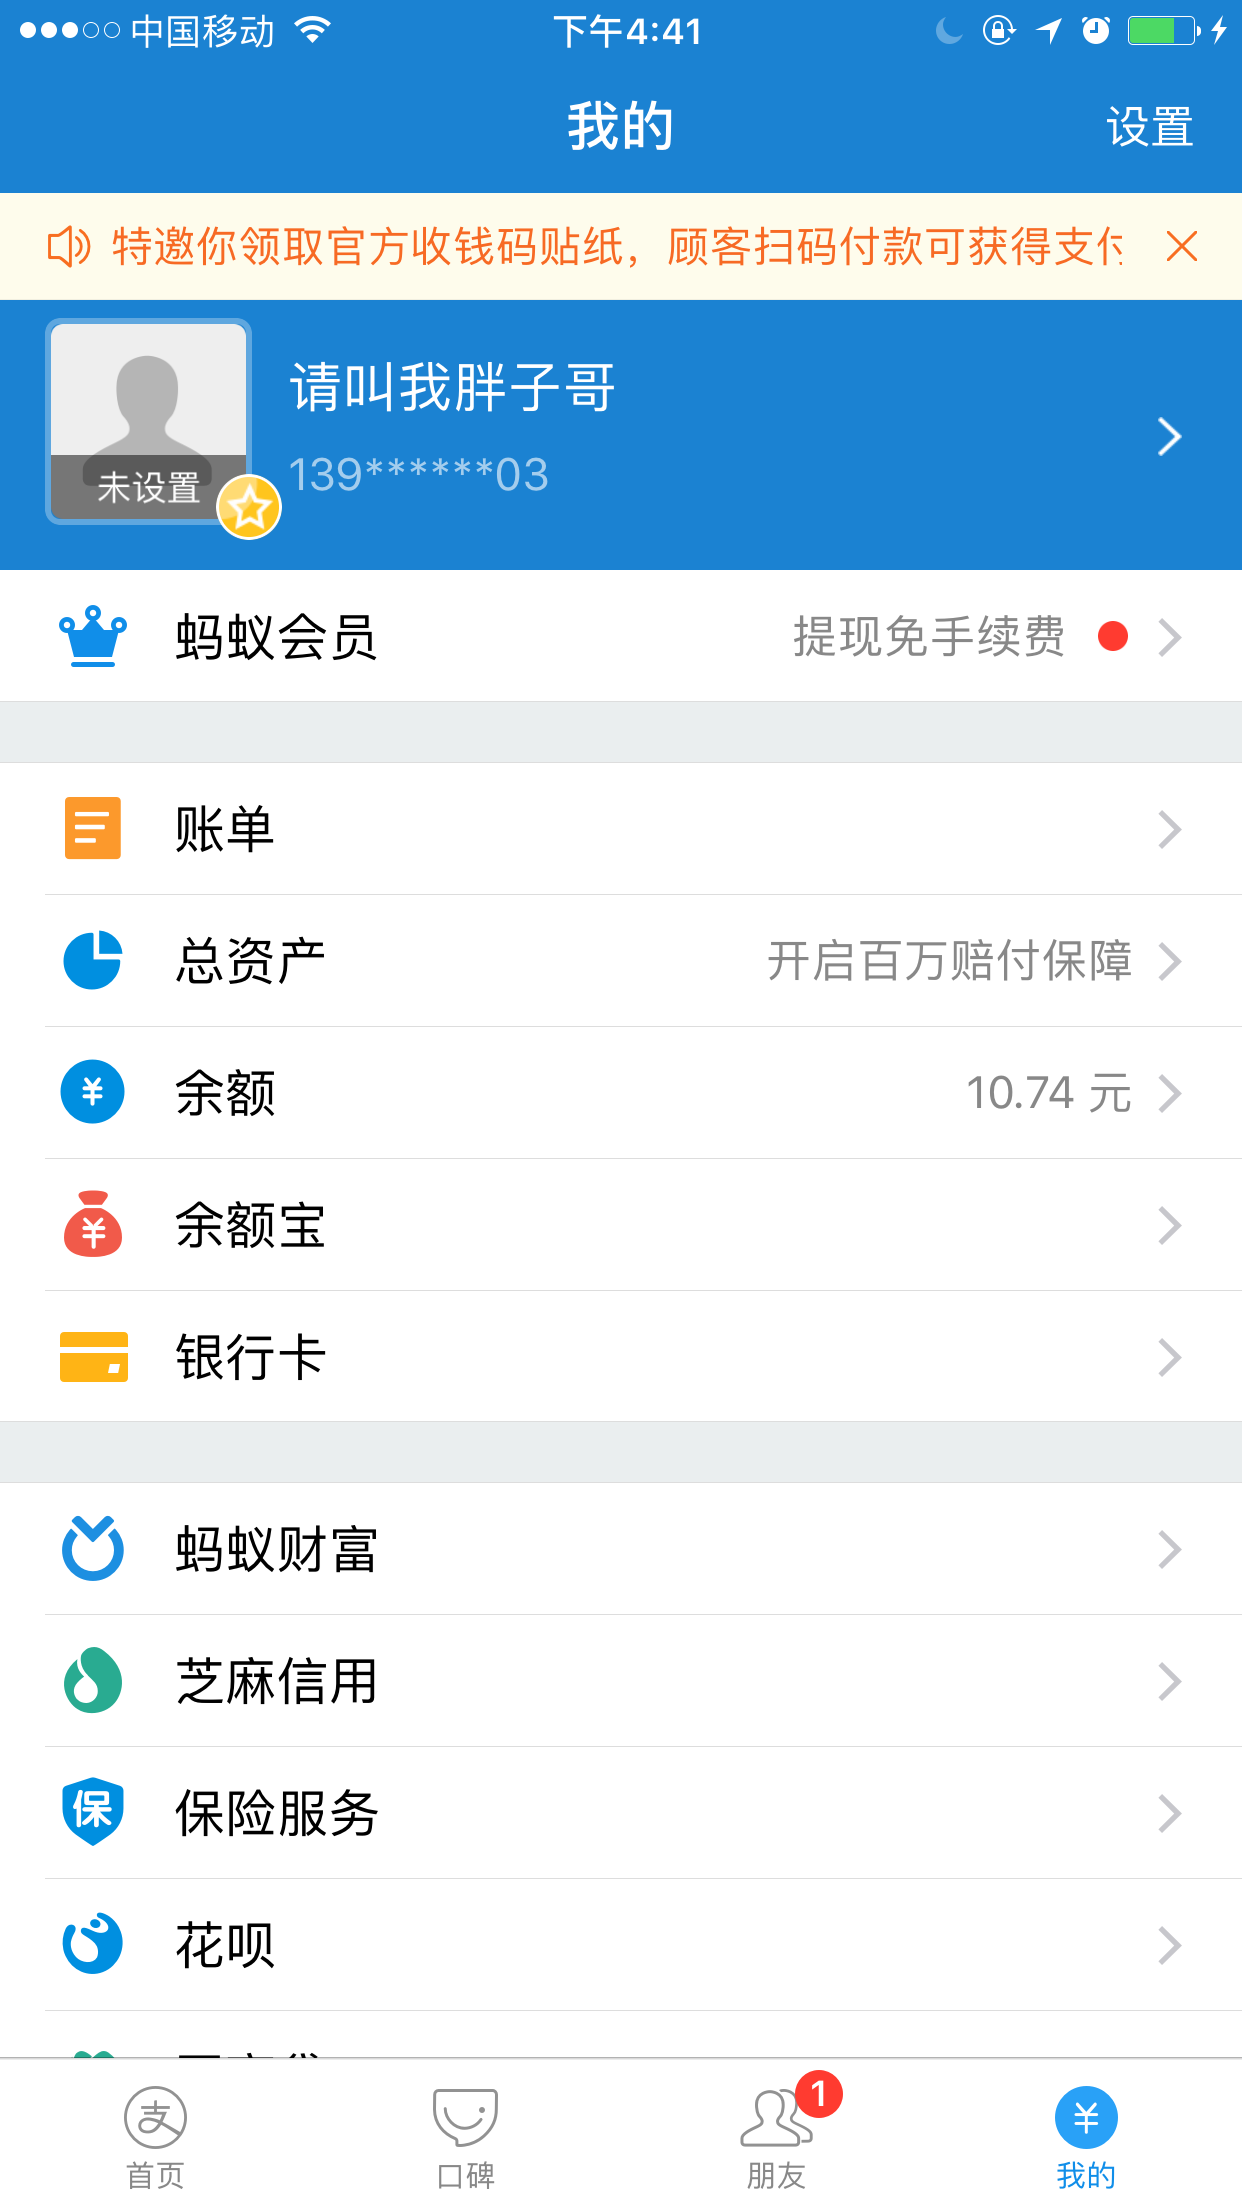 中国移动 下午4:41
我的 设置
特邀你领取官方收钱码贴纸，顾客扫码付款可获得支
请叫我胖子哥
139******03
未设置
蚂蚁会员 提现免手续费
账单
总资产 开启百万赔付保障
余额 10.74 元
余额宝
银行卡
蚂蚁财富
芝麻信用
保 保险服务
花呗
首页 口碑 朋友 1 我的